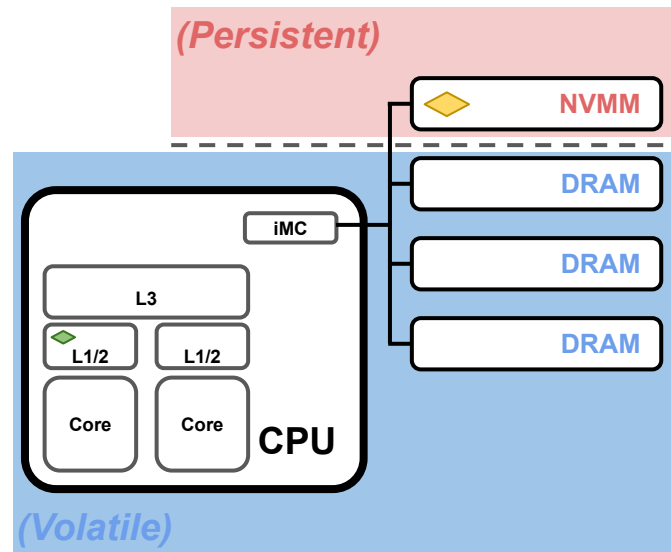 (Persistent)
NVMM
DRAM
iMC
DRAM
L3
DRAM
L1/2
L1/2
Core
Core
CPU
(Volatile)